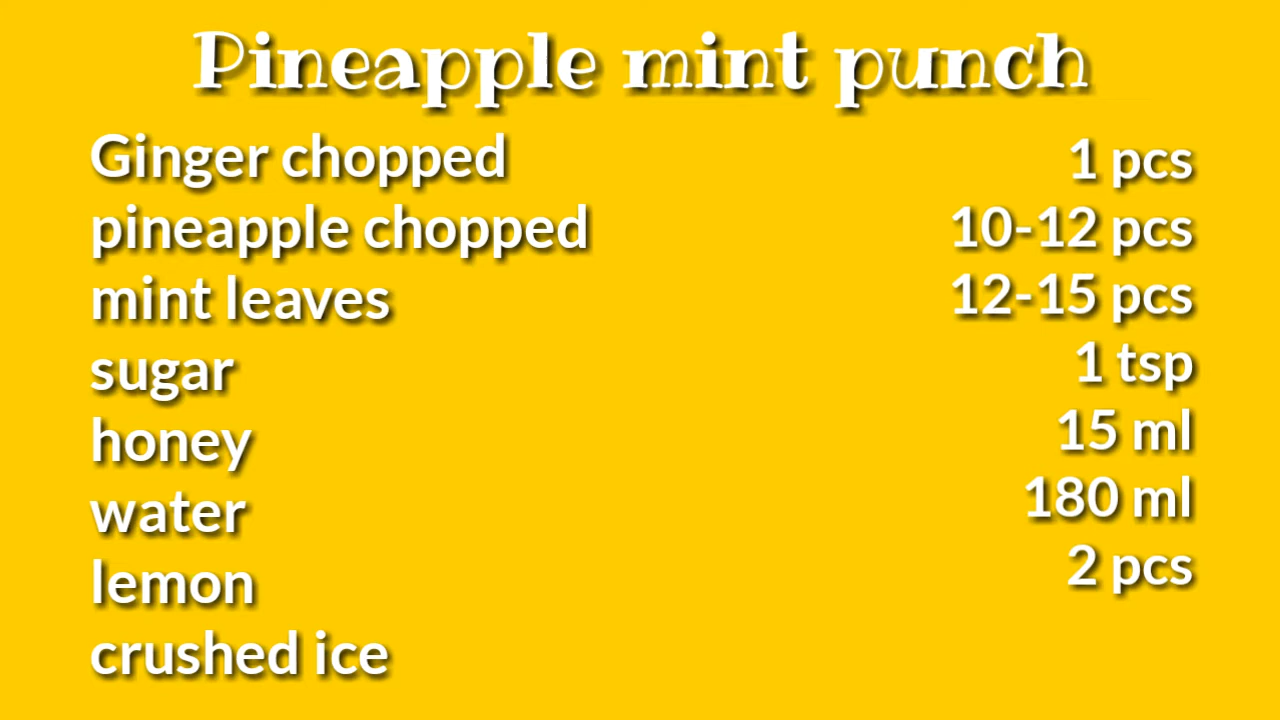 Pineapple mint punch
Ginger chopped 1 pcs
pineapple chopped 10-12 pcs
mint leaves 12-15 pcs
sugar 1 tsp
honey 15 ml
water 180 ml
lemon 2 pcs
crushed ice